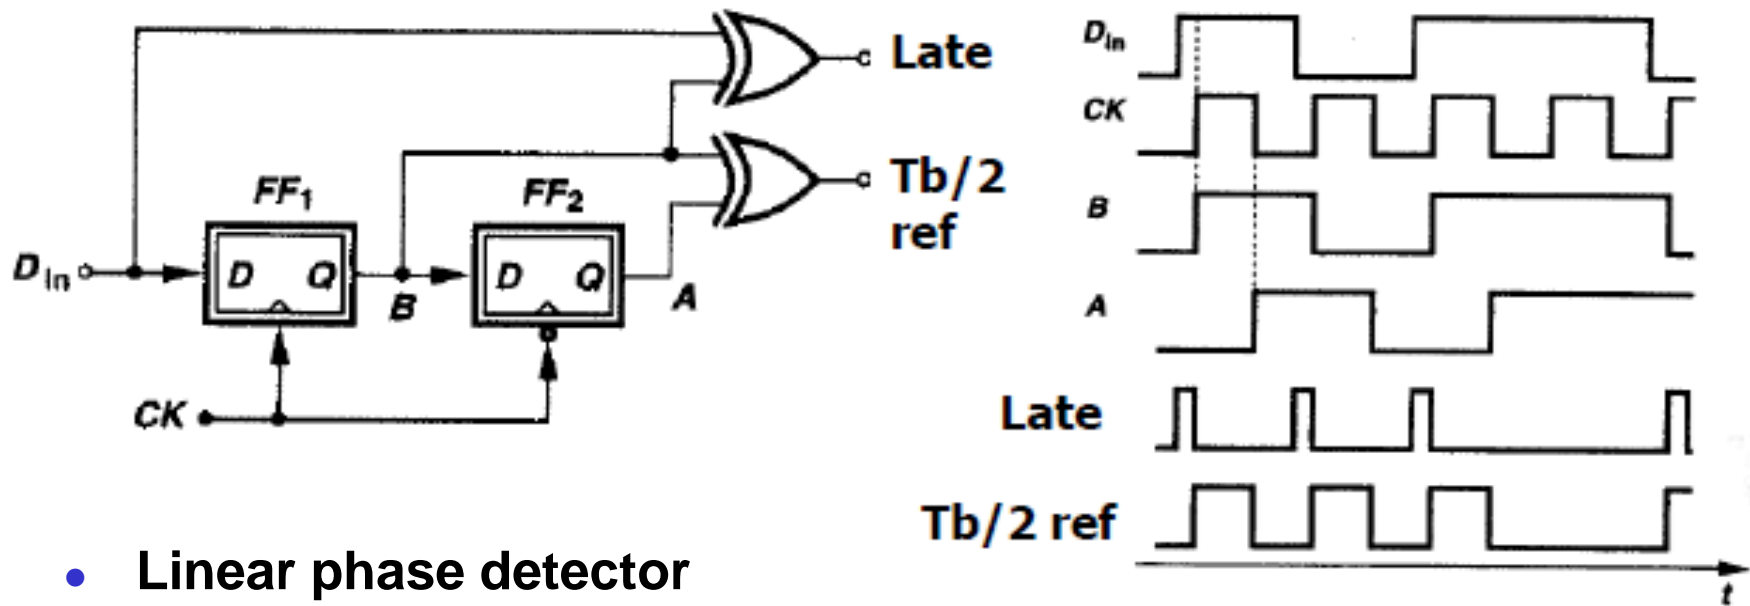 Late
Tb/2
ref
FF1
FF2
Din
D Q
B
D Q
A
CK
Din
CK
B
A
Late
Tb/2 ref
t
• Linear phase detector